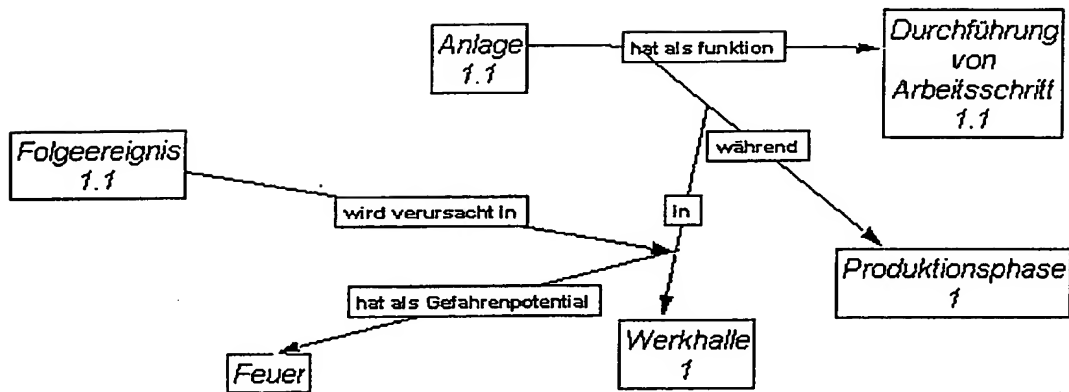 Anlage
1.1
hat als funktion
Durchführung
von
Arbeitsschritt
1.1
während
Folgeereignis
1.1
wird verursacht in
in
Produktionsphase
1
hat als Gefahrenpotential
Werkhalle
1
Feuer